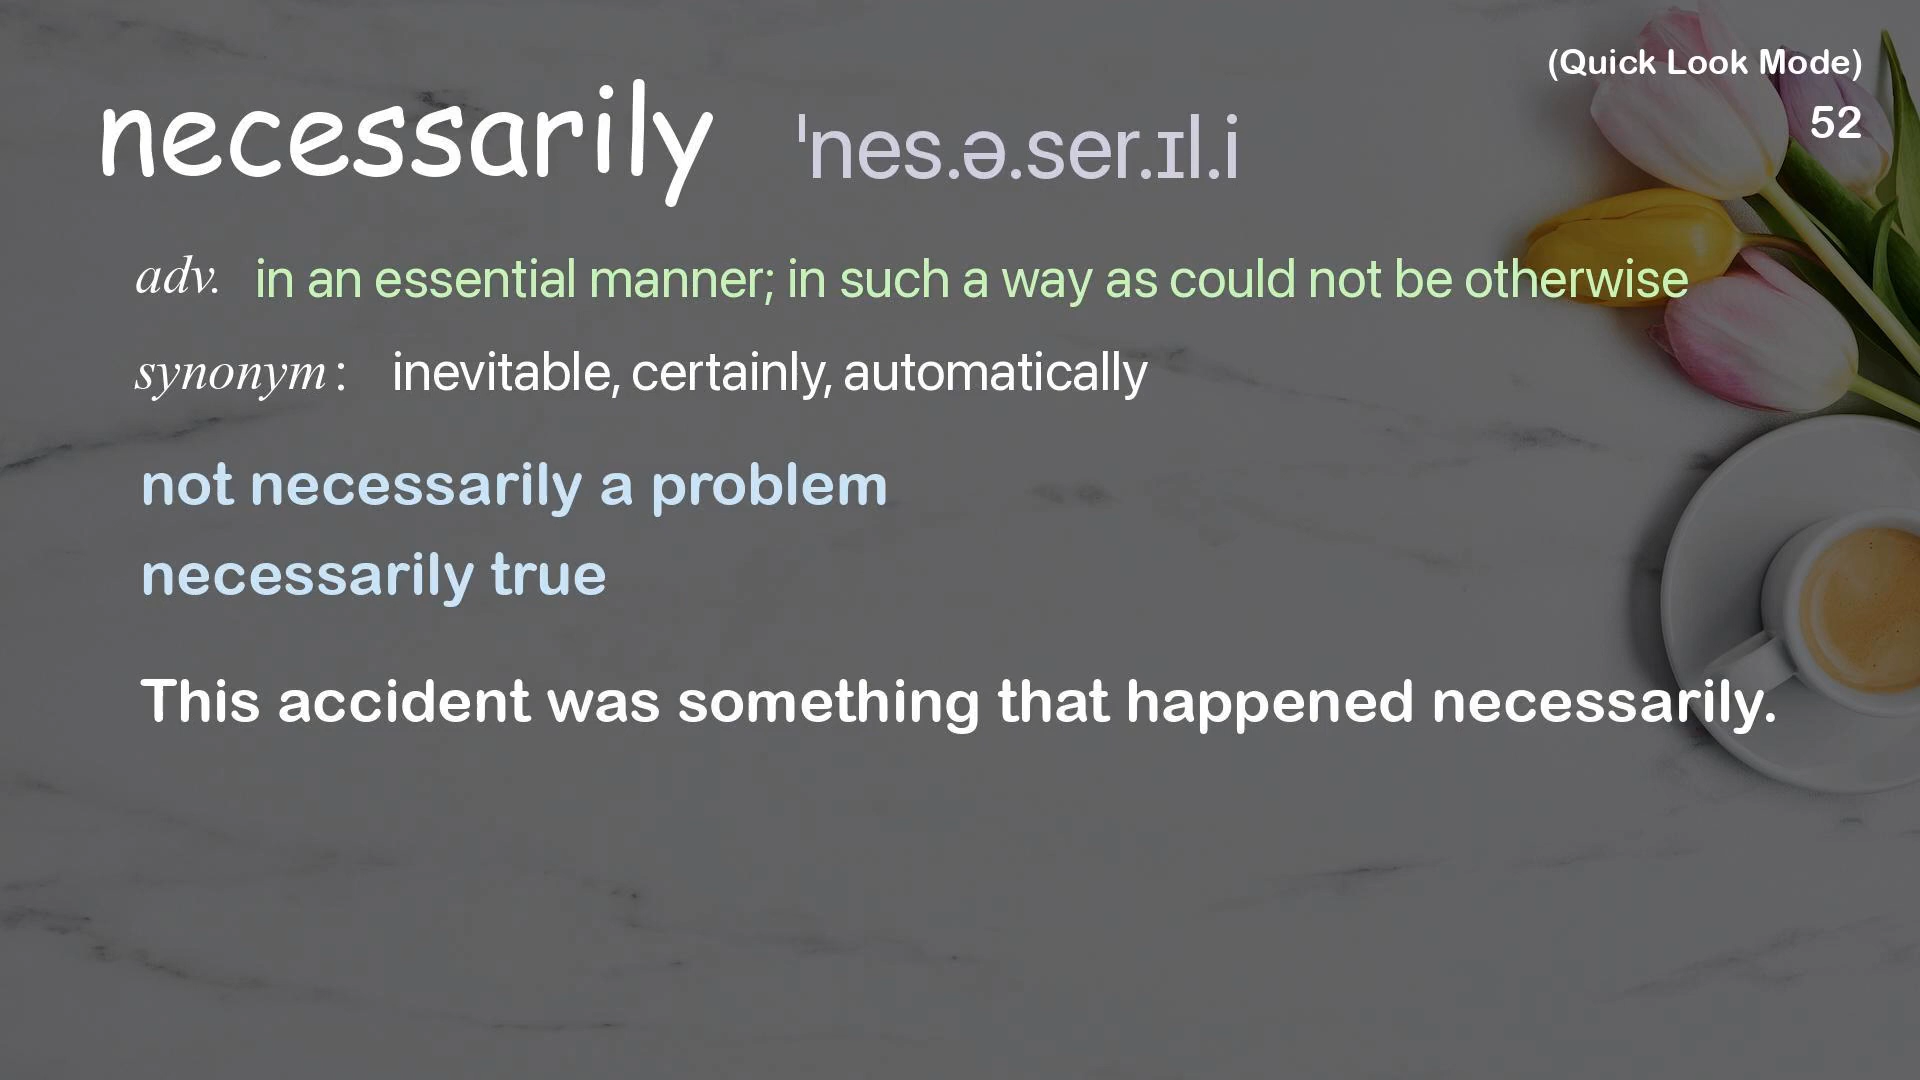 (Quick Look Mode)
52
necessarily ˈnes.ə.ser.ɪl.i
adv. in an essential manner; in such a way as could not be otherwise
synonym : inevitable, certainly, automatically
not necessarily a problem
necessarily true
This accident was something that happened necessarily.